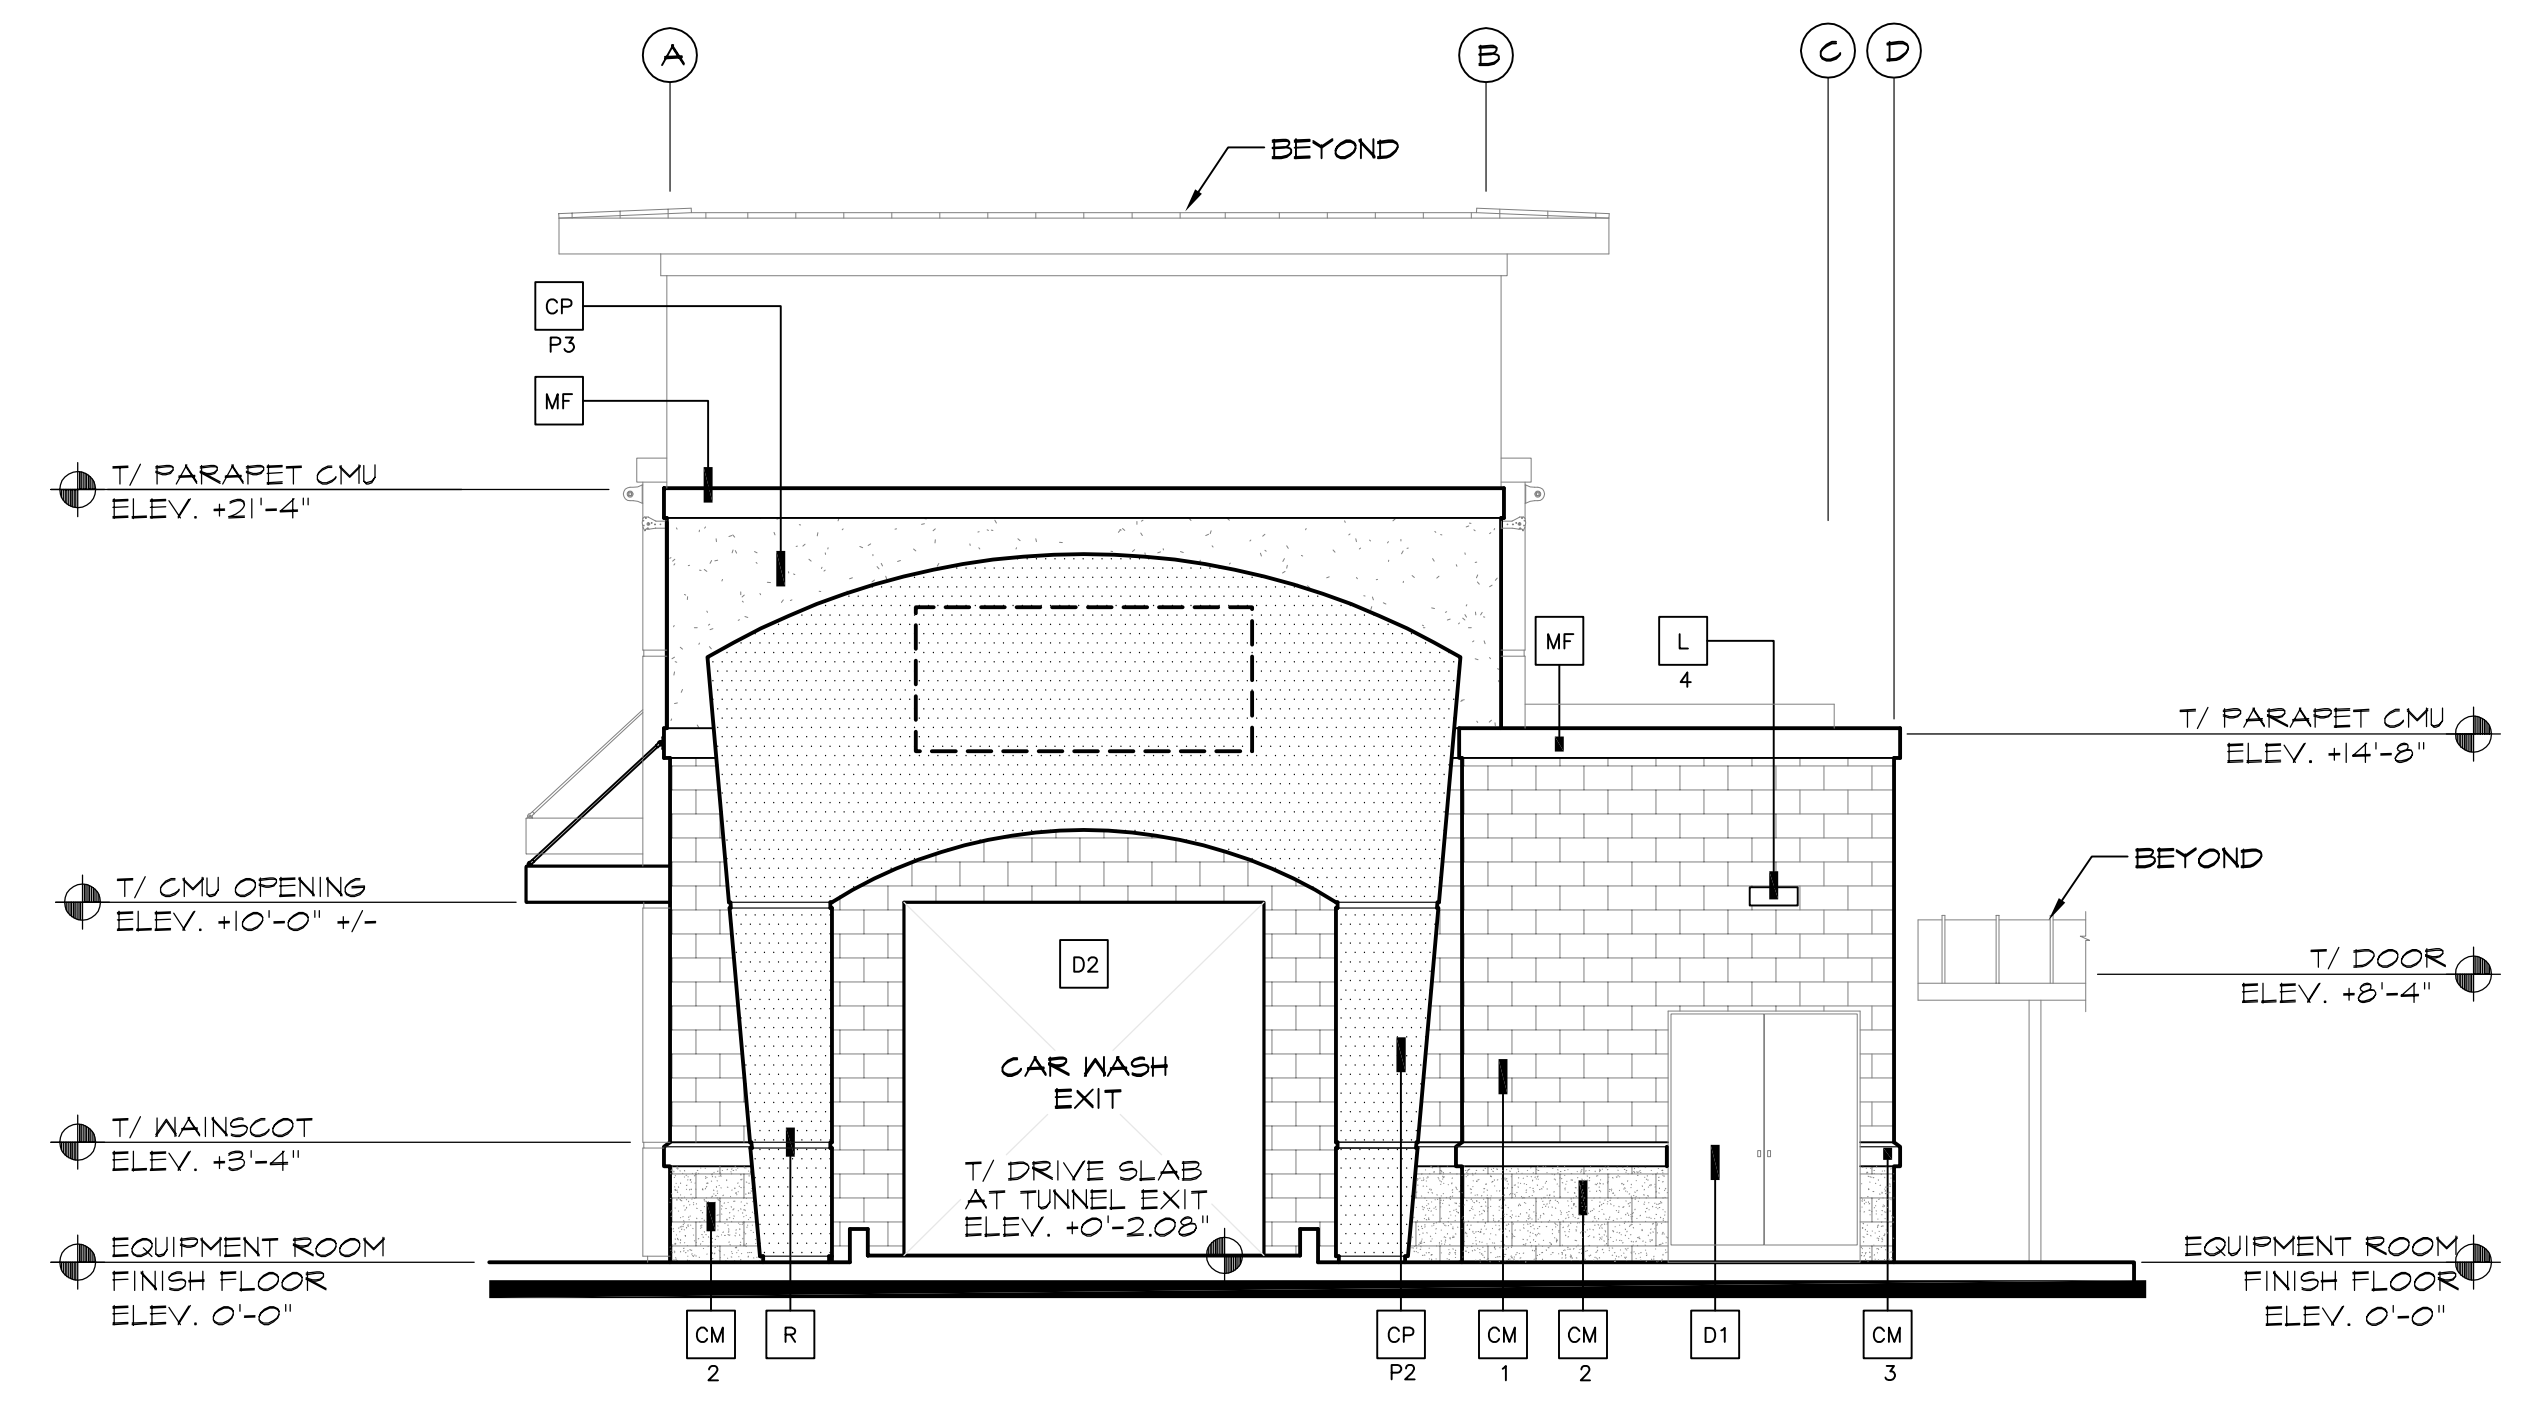 A
B
C
D
BEYOND
CP
P3
MF
T/ PARAPET CMU
ELEV. +21'-4"
MF
L
4
T/ PARAPET CMU
ELEV. +14'-8"
T/ CMU OPENING
ELEV. +10'-0" +/-
BEYOND
D2
T/ DOOR
ELEV. +8'-4"
CAR WASH
EXIT
T/ WAINSCOT
ELEV. +3'-4"
T/ DRIVE SLAB
AT TUNNEL EXIT
ELEV. +0'-2.08"
EQUIPMENT ROOM
FINISH FLOOR
ELEV. 0'-0"
EQUIPMENT ROOM
FINISH FLOOR
ELEV. 0'-0"
CM
2
R
CP
P2
CM
1
CM
2
D1
CM
3